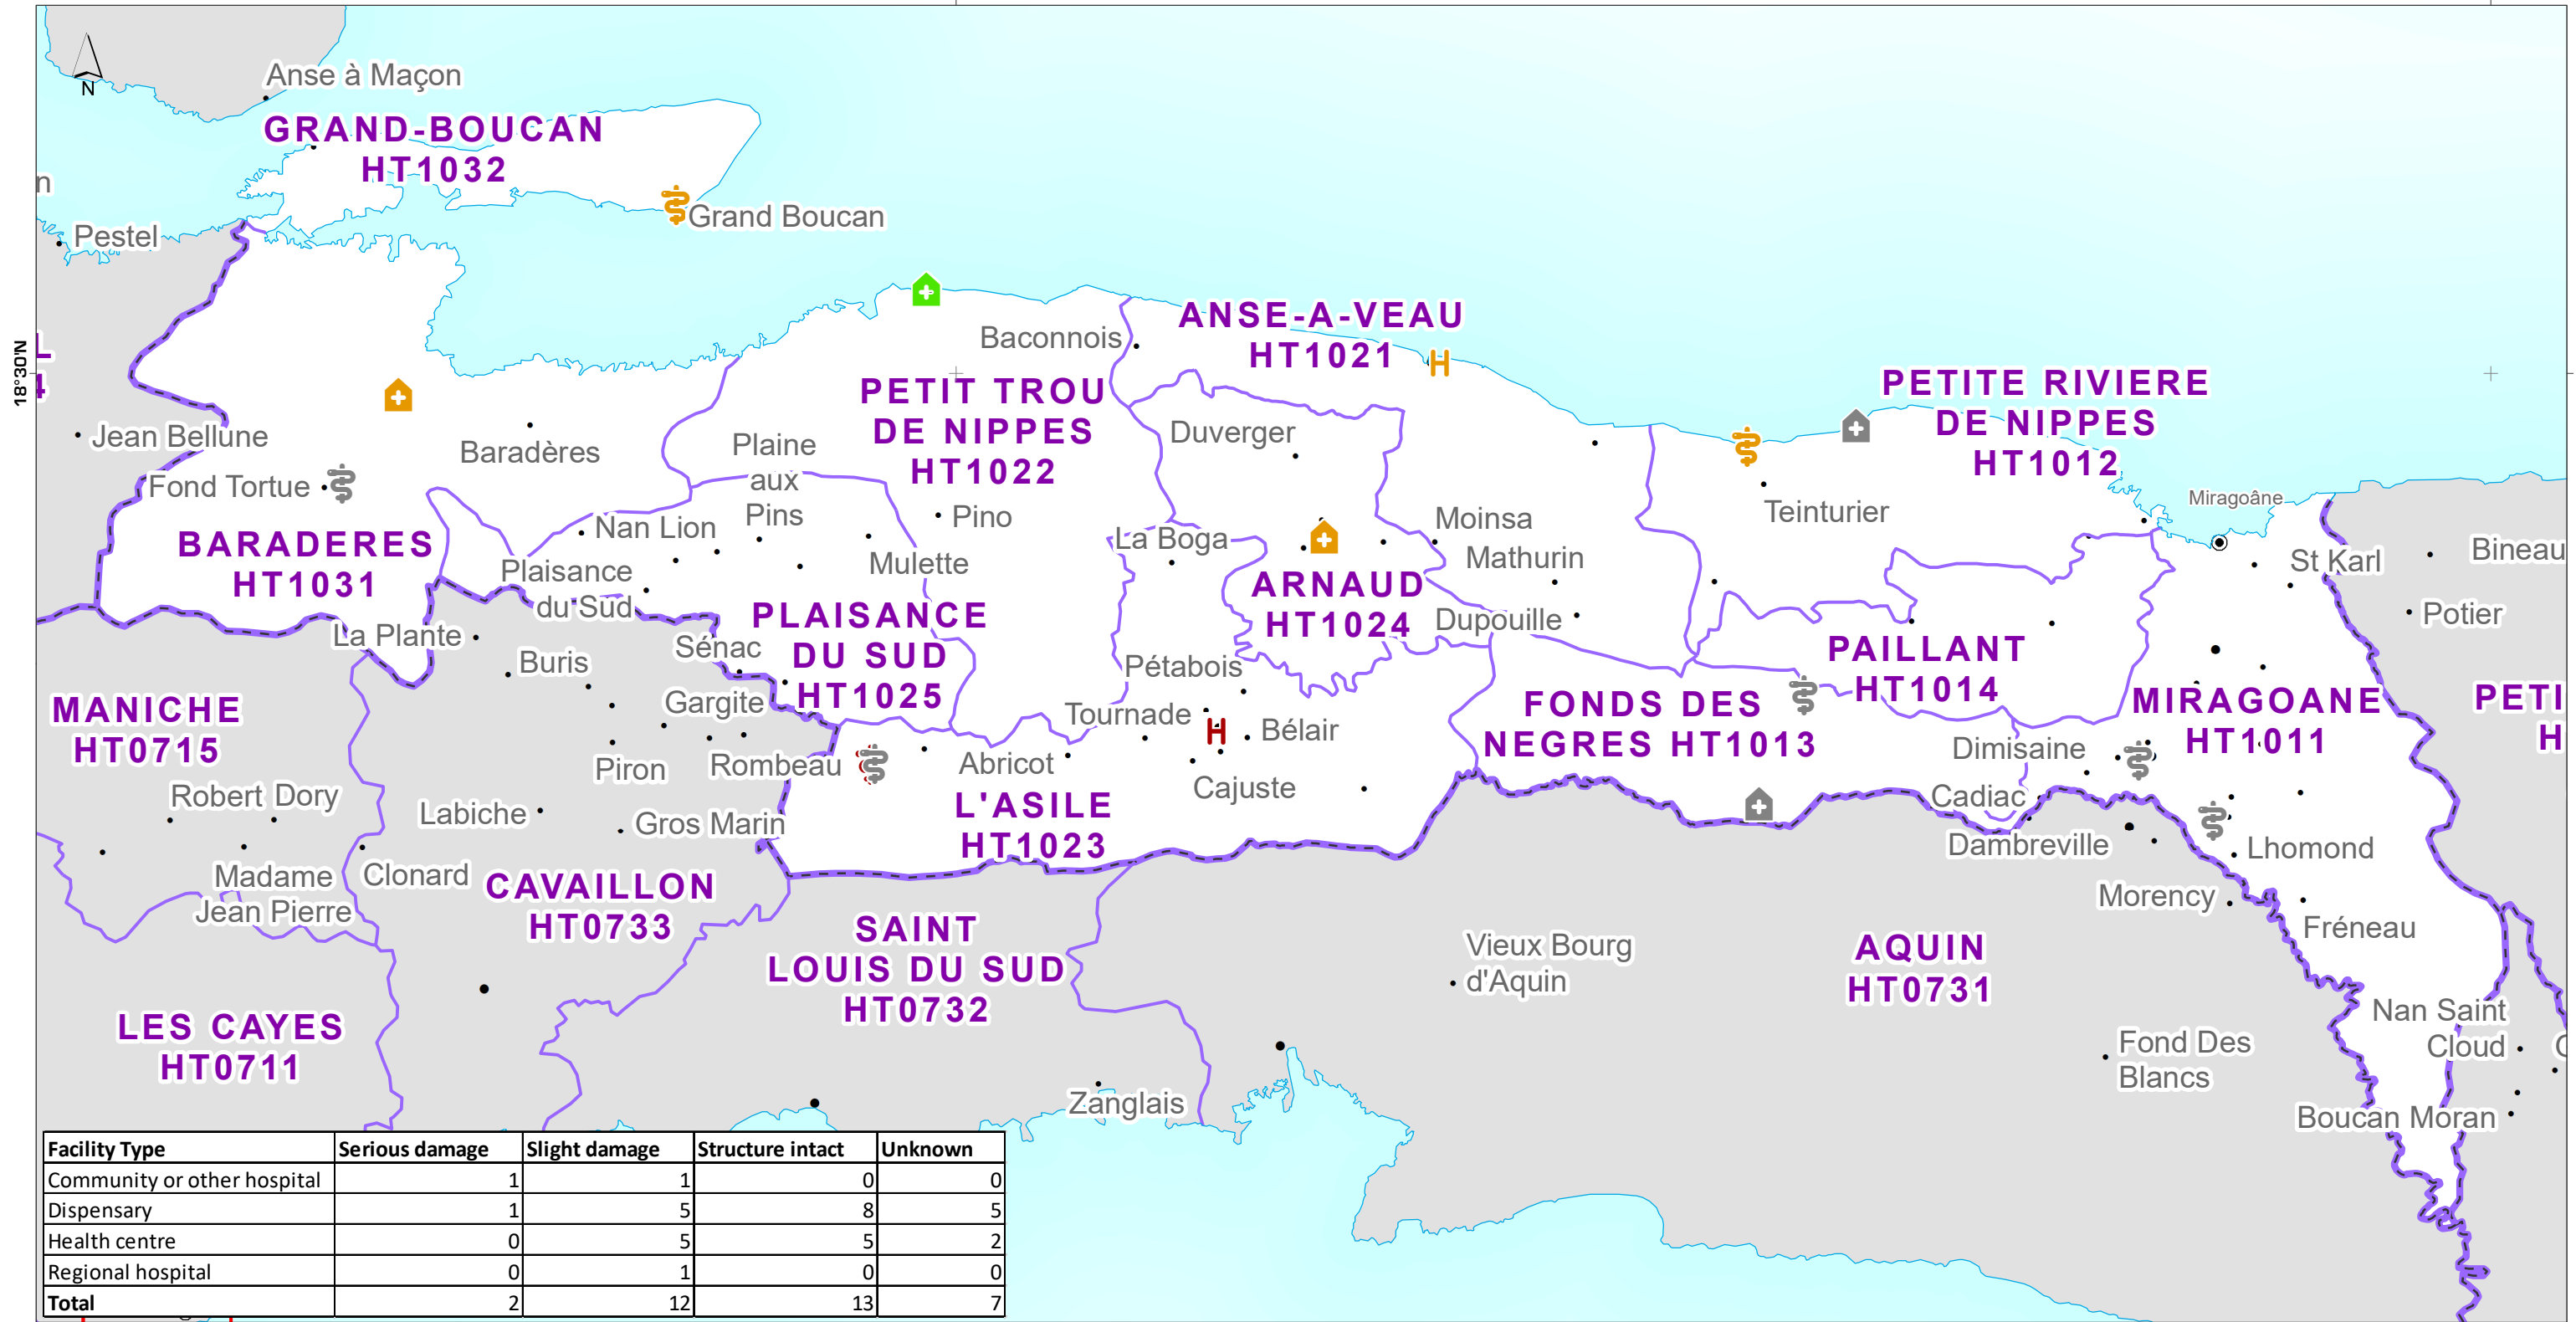 N
Anse à Maçon
GRAND-BOUCAN
HT1032
n
Grand Boucan
Pestel
18°30'N
L
4
Baconnois
ANSE-A-VEAU
HT1021
H
PETIT TROU
DE NIPPES
HT1022
PETITE RIVIERE
DE NIPPES
HT1012
Jean Bellune
Baradères
Plaine
aux
Pins
Duverger
Fond Tortue
Miragoâne
Teinturier
BARADERES
HT1031
Nan Lion
Pino
Moinsa
La Boga
Mathurin
Mulette
St Karl
Bineau
Plaisance
du Sud
ARNAUD
HT1024
Dupouille
Potier
PLAISANCE
DU SUD
HT1025
La Plante
Sénac
Buris
Pétabois
PAILLANT
HT1014
Gargite
Tournade
H
Bélair
FONDS DES
NEGRES HT1013
MIRAGOANE
HT1011
PETI
H
MANICHE
HT0715
Piron
Rombeau
Abricot
Cajuste
Dimisaine
Cadiac
Robert
Dory
Labiche
Gros Marin
L'ASILE
HT1023
Dambreville
Lhomond
Madame
Jean Pierre
Clonard
CAVAILLON
HT0733
Morency
Fréneau
SAINT
LOUIS DU SUD
HT0732
Vieux Bourg
d'Aquin
AQUIN
HT0731
LES CAYES
HT0711
Nan Saint
Cloud
C
Fond Des
Blancs
Zanglais
Boucan Moran
Facility Type Serious damage Slight damage Structure intact Unknown
Community or other hospital 1 1 0 0
Dispensary 1 5 8 5
Health centre 0 5 5 2
Regional hospital 0 1 0 0
Total 2 12 13 7